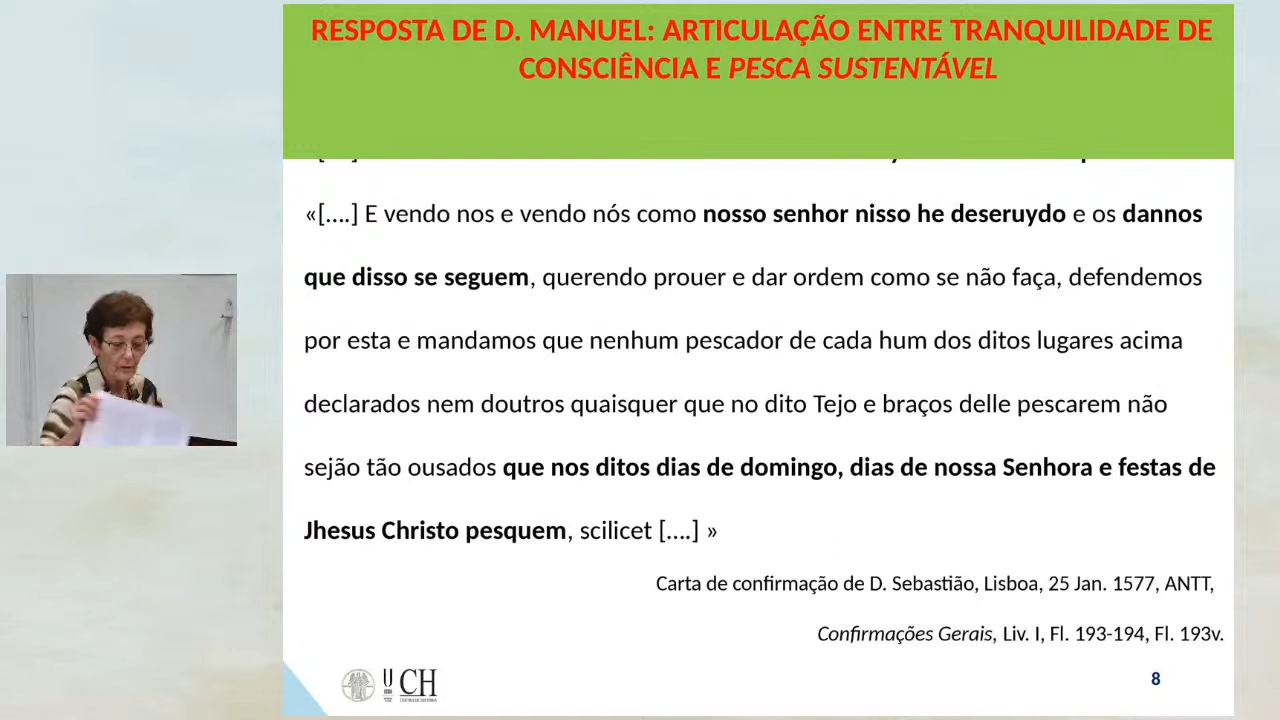 RESPOSTA DE D. MANUEL: ARTICULAÇÃO ENTRE TRANQUILIDADE DE
CONSCIÊNCIA E PESCA SUSTENTÁVEL
«[….] E vendo nos e vendo nós como nosso senhor nisso he deseruydo e os dannos
que disso se seguem, querendo prouer e dar ordem como se não faça, defendemos
por esta e mandamos que nenhum pescador de cada hum dos ditos lugares acima
declarados nem doutros quaisquer que no dito Tejo e braços delle pescarem não
sejão tão ousados que nos ditos dias de domingo, dias de nossa Senhora e festas de
Jhesus Christo pesquem, scilicet [….] »
Carta de confirmação de D. Sebastião, Lisboa, 25 Jan. 1577, ANTT,
Confirmações Gerais, Liv. I, Fl. 193-194, Fl. 193v.
U CH
8